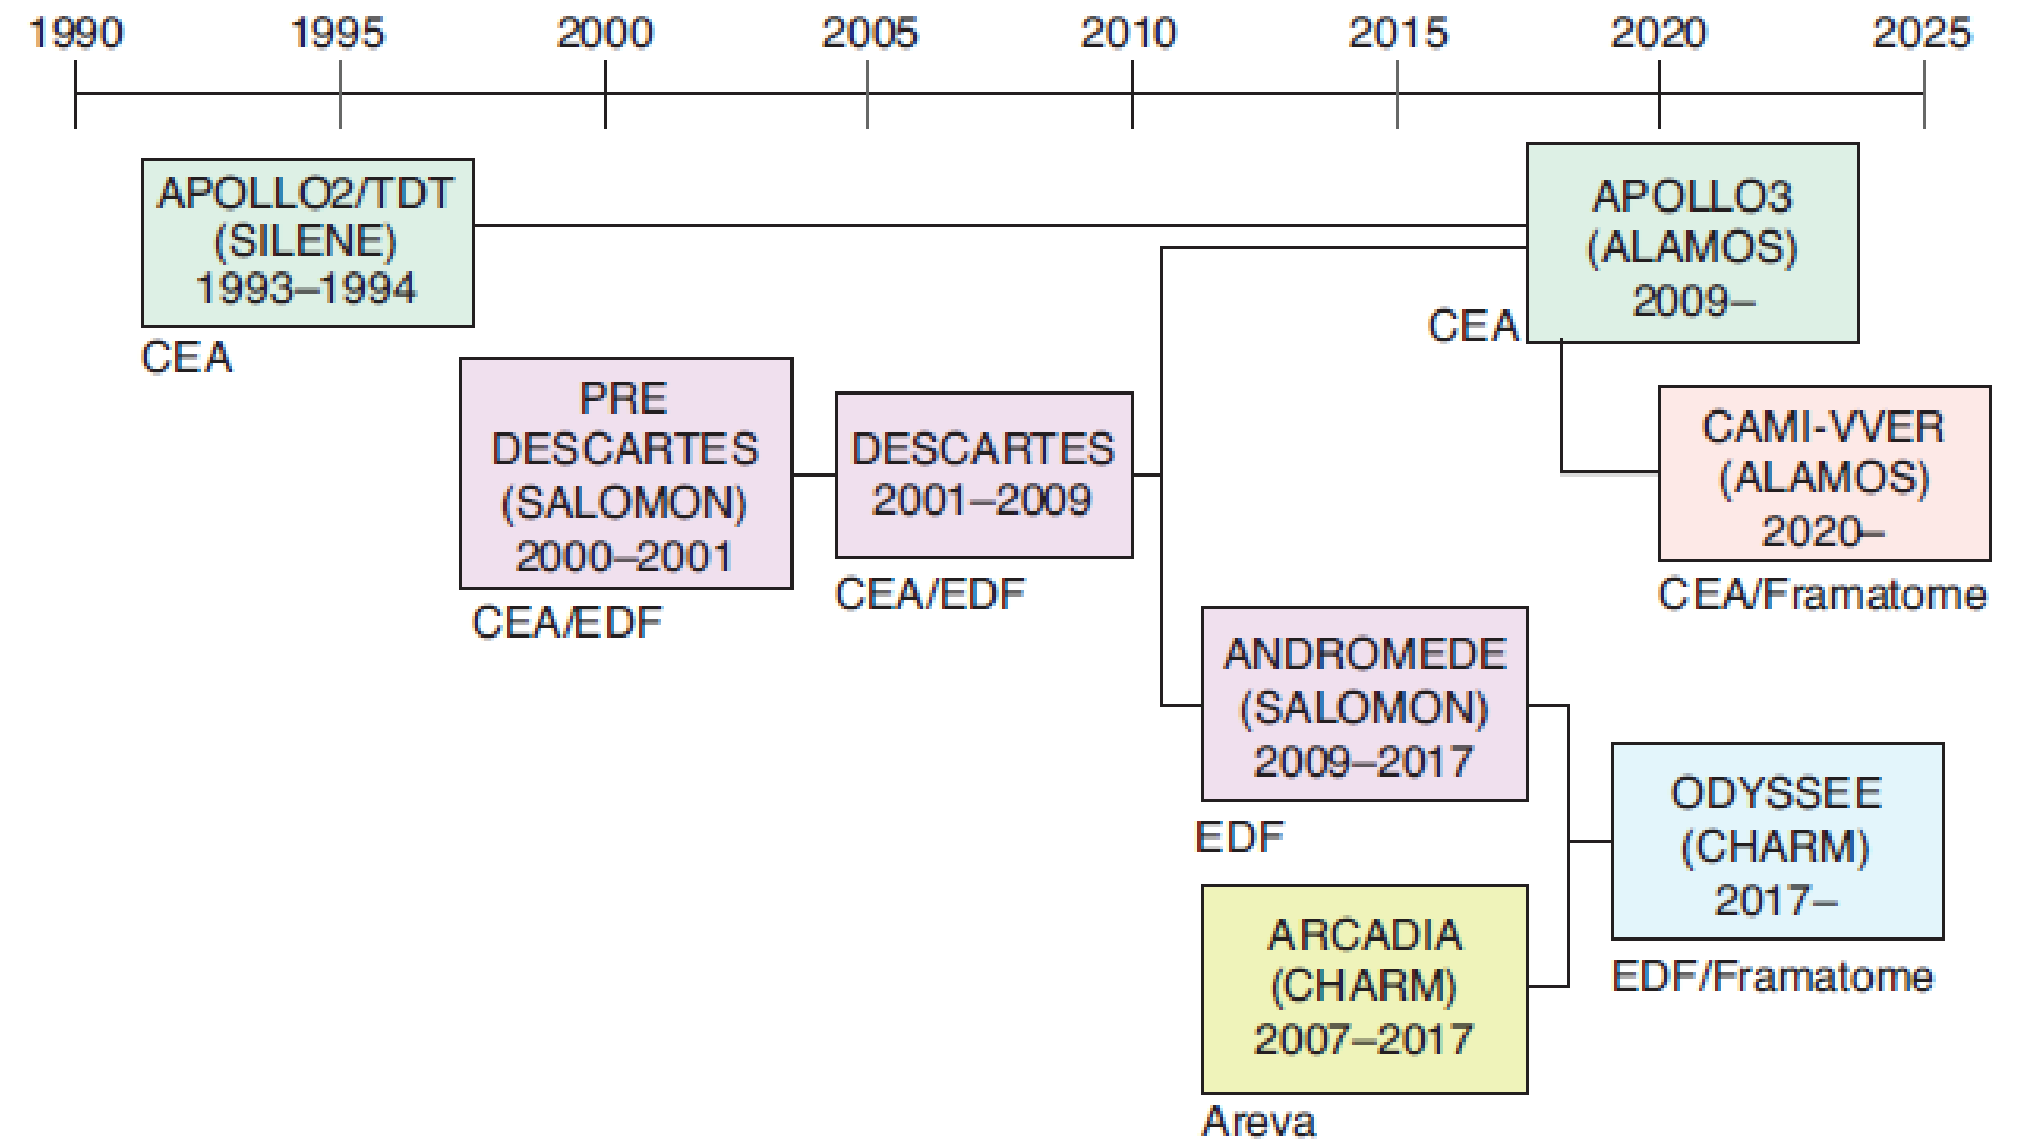 1990 1995 2000 2005 2010 2015 2020 2025
APOLLO2/TDT
(SILENE)
1993–1994
CEA
APOLLO3
(ALAMOS)
2009–
CEA
PRE
DESCARTES
(SALOMON)
2000–2001
CEA/EDF
DESCARTES
2001–2009
CEA/EDF
CAMI-VVER
(ALAMOS)
2020–
CEA/Framatome
ANDROMEDE
(SALOMON)
2009–2017
EDF
ODYSSEE
(CHARM)
2017–
EDF/Framatome
ARCADIA
(CHARM)
2007–2017
Areva